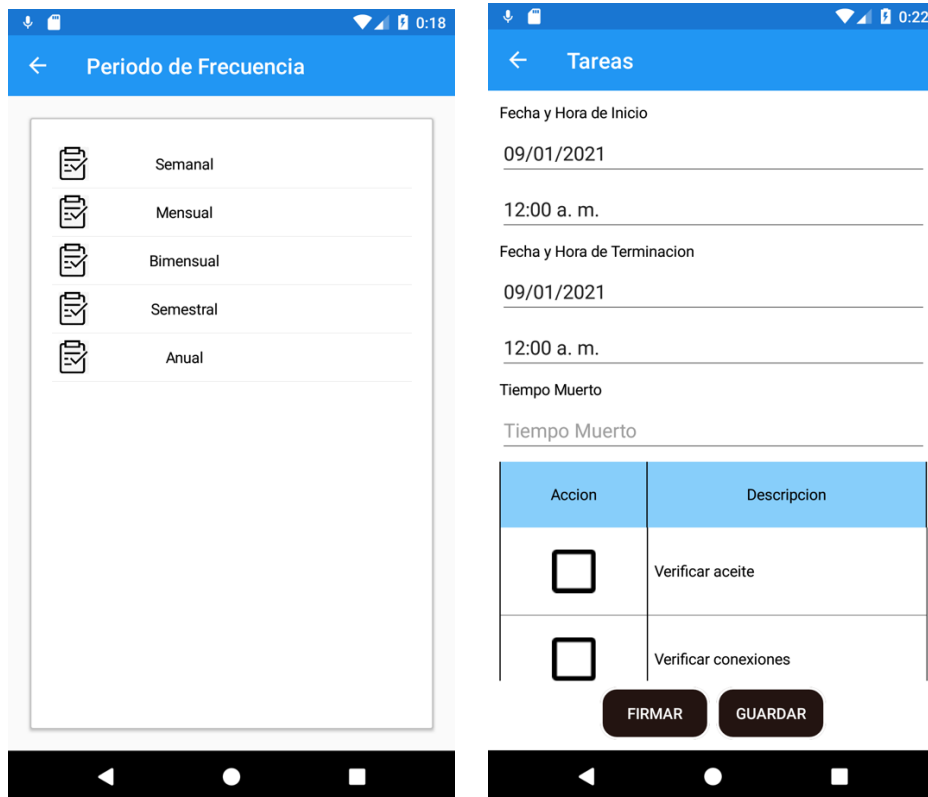 0:18
Periodo de Frecuencia
Semanal
Mensual
Bimensual
Semestral
Anual
0:22
Tareas
Fecha y Hora de Inicio
09/01/2021
12:00 a. m.
Fecha y Hora de Terminacion
09/01/2021
12:00 a. m.
Tiempo Muerto
Tiempo Muerto
Accion Descripcion
Verificar aceite
Verificar conexiones
FIRMAR GUARDAR